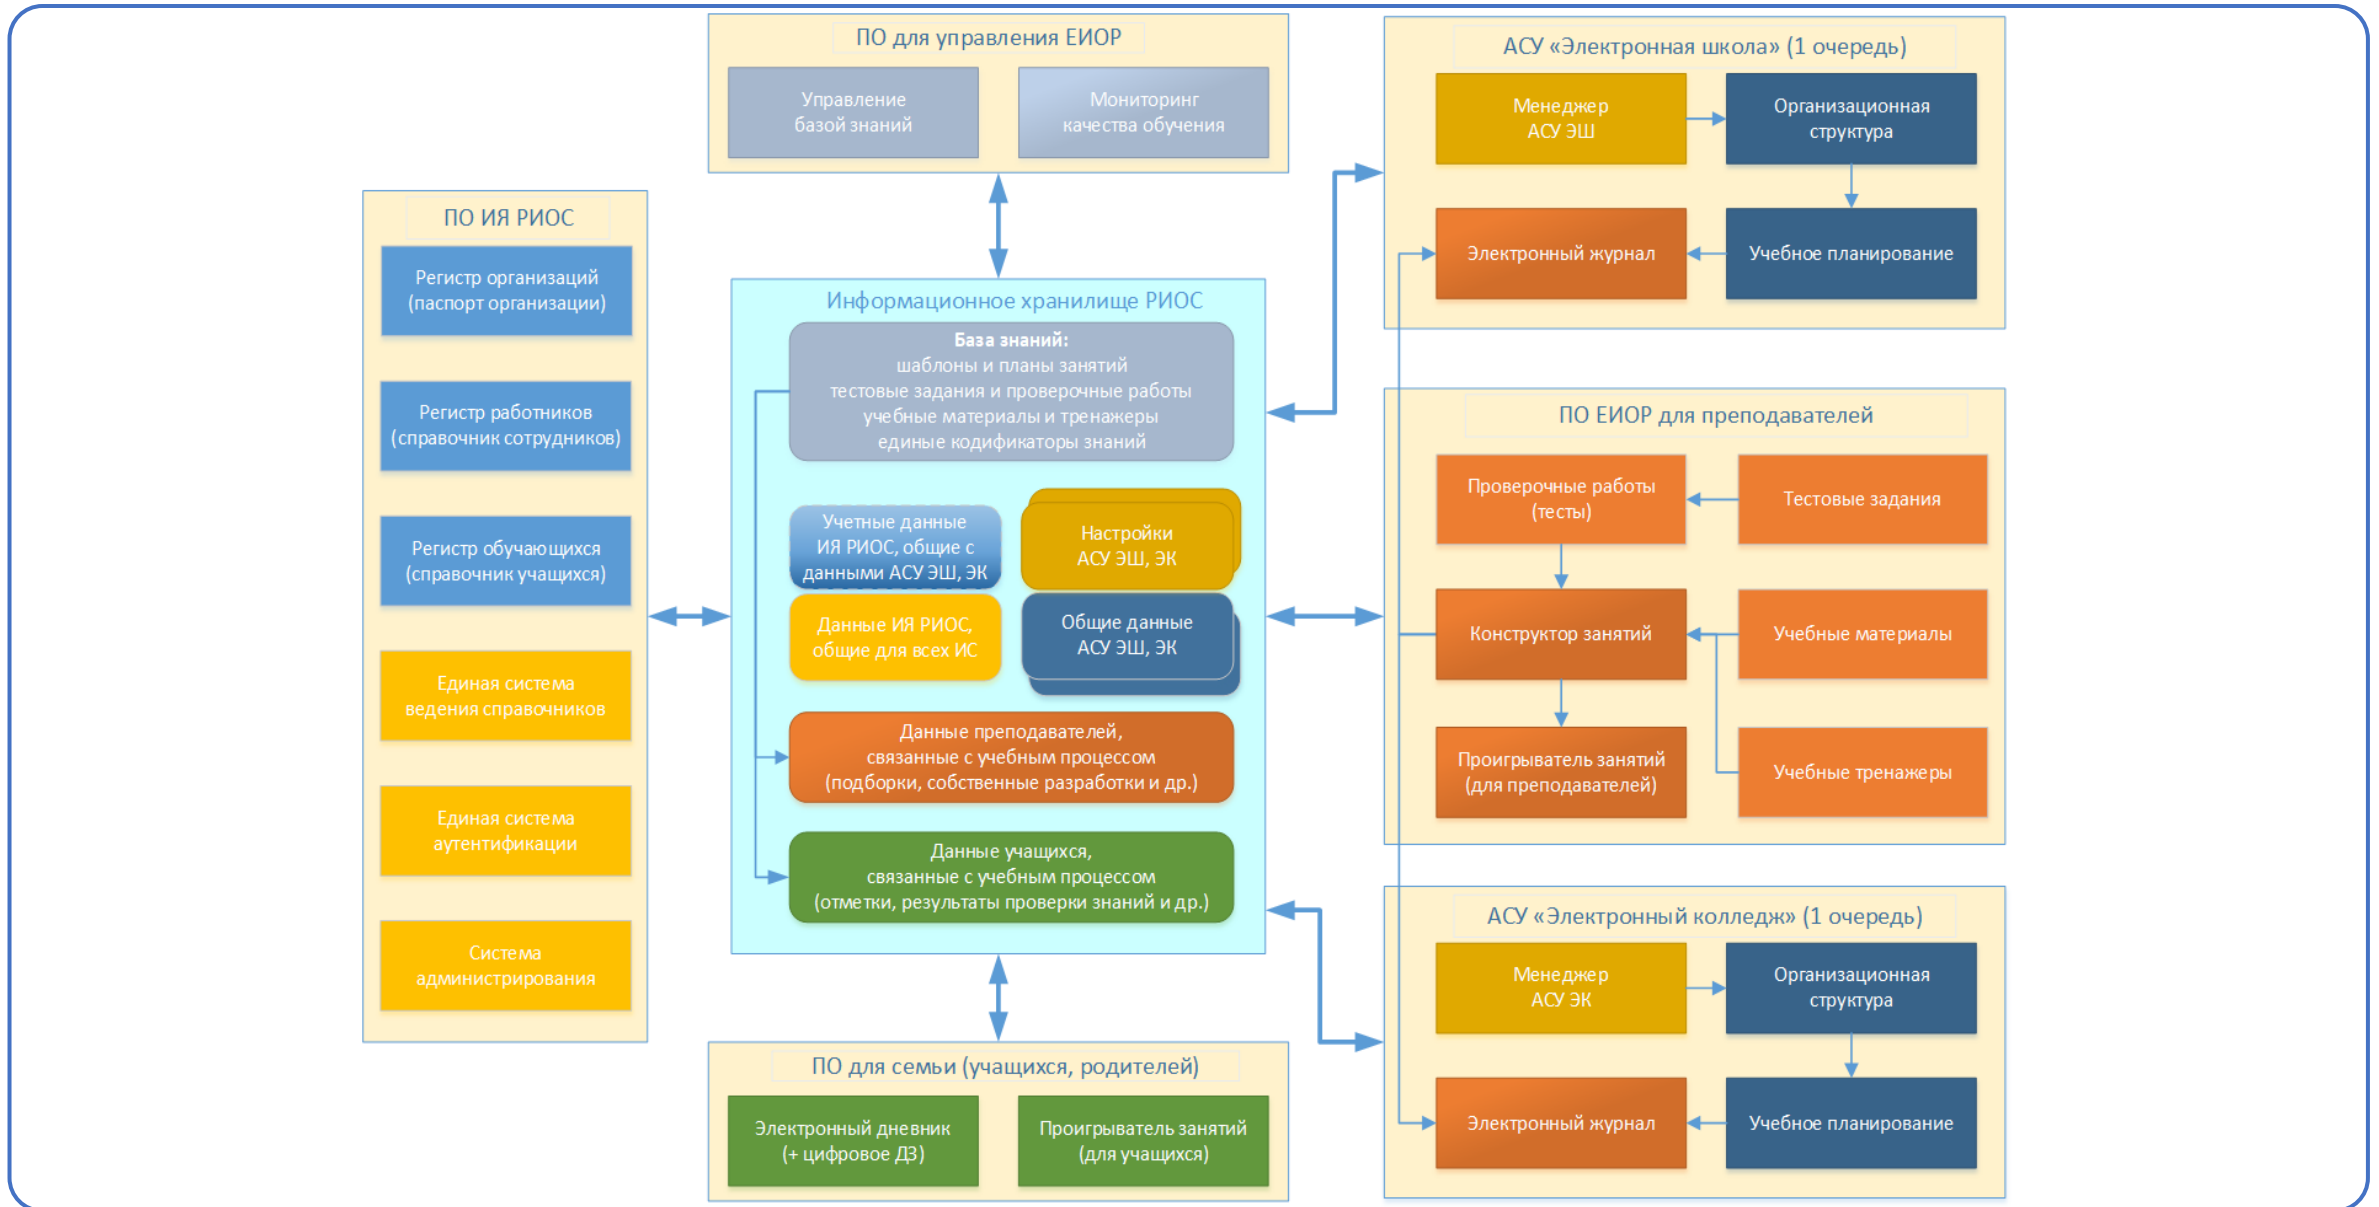 ПО для управления ЕИОР
Управление
базой знаний
Мониторинг
качества обучения
ПО ИЯ РИОС
Регистр организаций
(паспорт организации)
Регистр работников
(справочник сотрудников)
Регистр обучающихся
(справочник учащихся)
Единая система
ведения справочников
Единая система
аутентификации
Система
администрирования
Информационное хранилище РИОС
База знаний:
шаблоны и планы занятий
тестовые задания и проверочные работы
учебные материалы и тренажеры
единые кодификаторы знаний
Учетные данные
ИЯ РИОС, общие с
данными АСУ ЭШ, ЭК
Настройки
АСУ ЭШ, ЭК
Данные ИЯ РИОС,
общие для всех ИС
Общие данные
АСУ ЭШ, ЭК
Данные преподавателей,
связанные с учебным процессом
(подборки, собственные разработки и др.)
Данные учащихся,
связанные с учебным процессом
(отметки, результаты проверки знаний и др.)
ПО для семьи (учащихся, родителей)
Электронный дневник
(+ цифровое ДЗ)
Проигрыватель занятий
(для учащихся)
АСУ «Электронная школа» (1 очередь)
Менеджер
АСУ ЭШ
Организационная
структура
Электронный журнал
Учебное планирование
ПО ЕИОР для преподавателей
Проверочные работы
(тесты)
Тестовые задания
Конструктор занятий
Учебные материалы
Проигрыватель занятий
(для преподавателей)
Учебные тренажеры
АСУ «Электронный колледж» (1 очередь)
Менеджер
АСУ ЭК
Организационная
структура
Электронный журнал
Учебное планирование